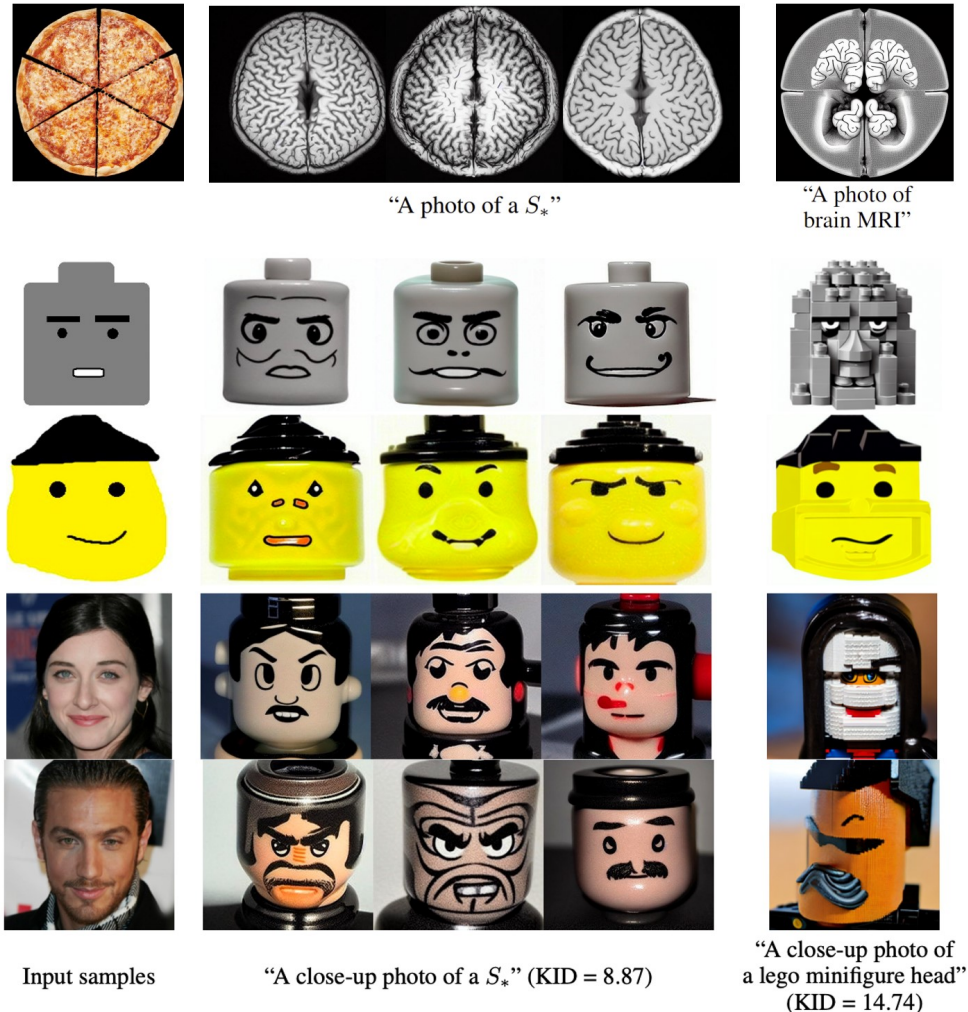 “A photo of a S*”
“A photo of
brain MRI”
Input samples
“A close-up photo of a S*” (KID = 8.87)
“A close-up photo of
a lego minifigure head”
(KID = 14.74)